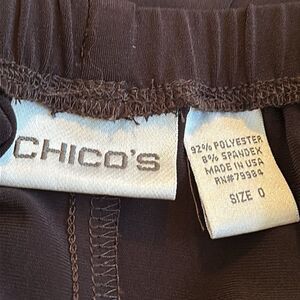 CHICO'S
92% POLYESTER
8% SPANDEX
MADE IN USA
RN#79984
SIZE 0